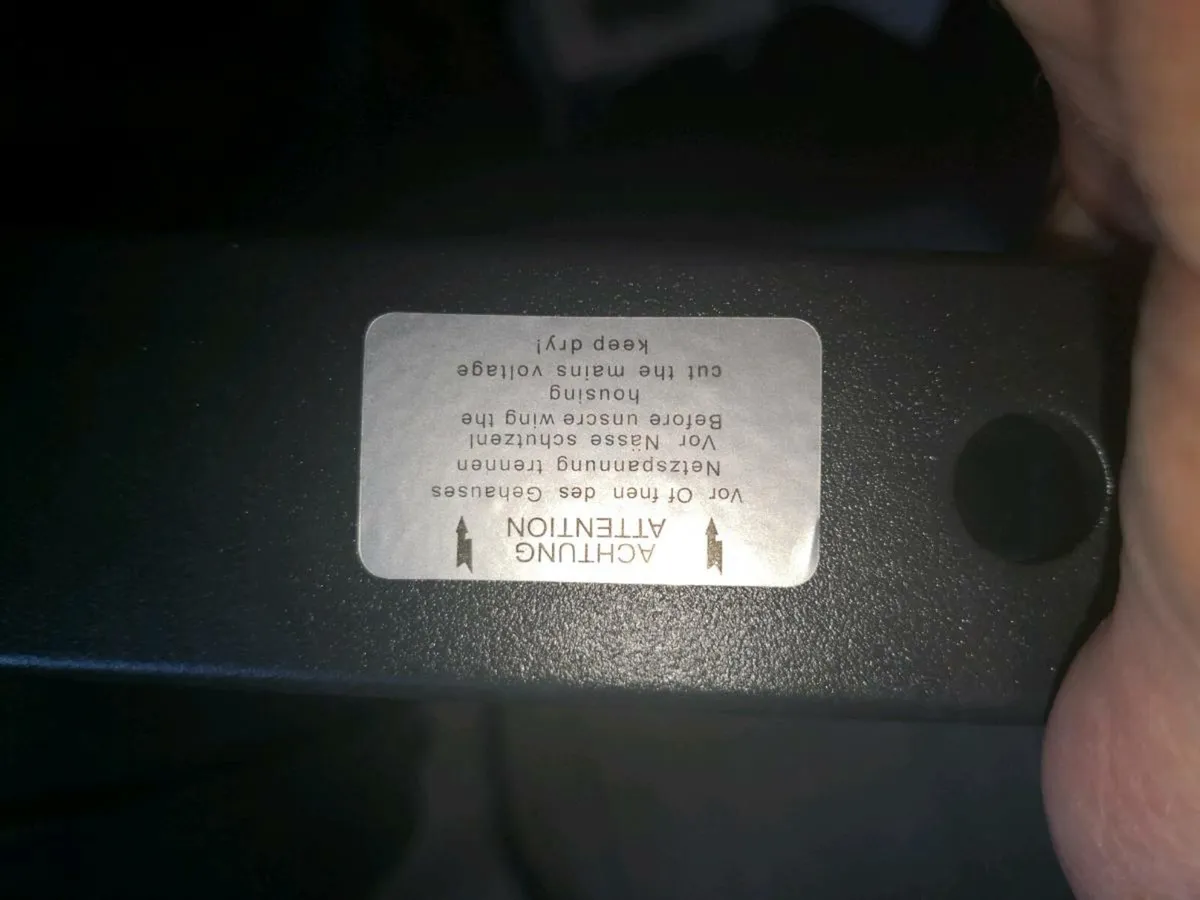 ACHTUNG
ATTENTION
Vor Of fnen des Gehauses
Netzspannung trennen
Vor Nässe schutzen!
Before unscre wing the
housing
cut the mains voltage
keep dry!